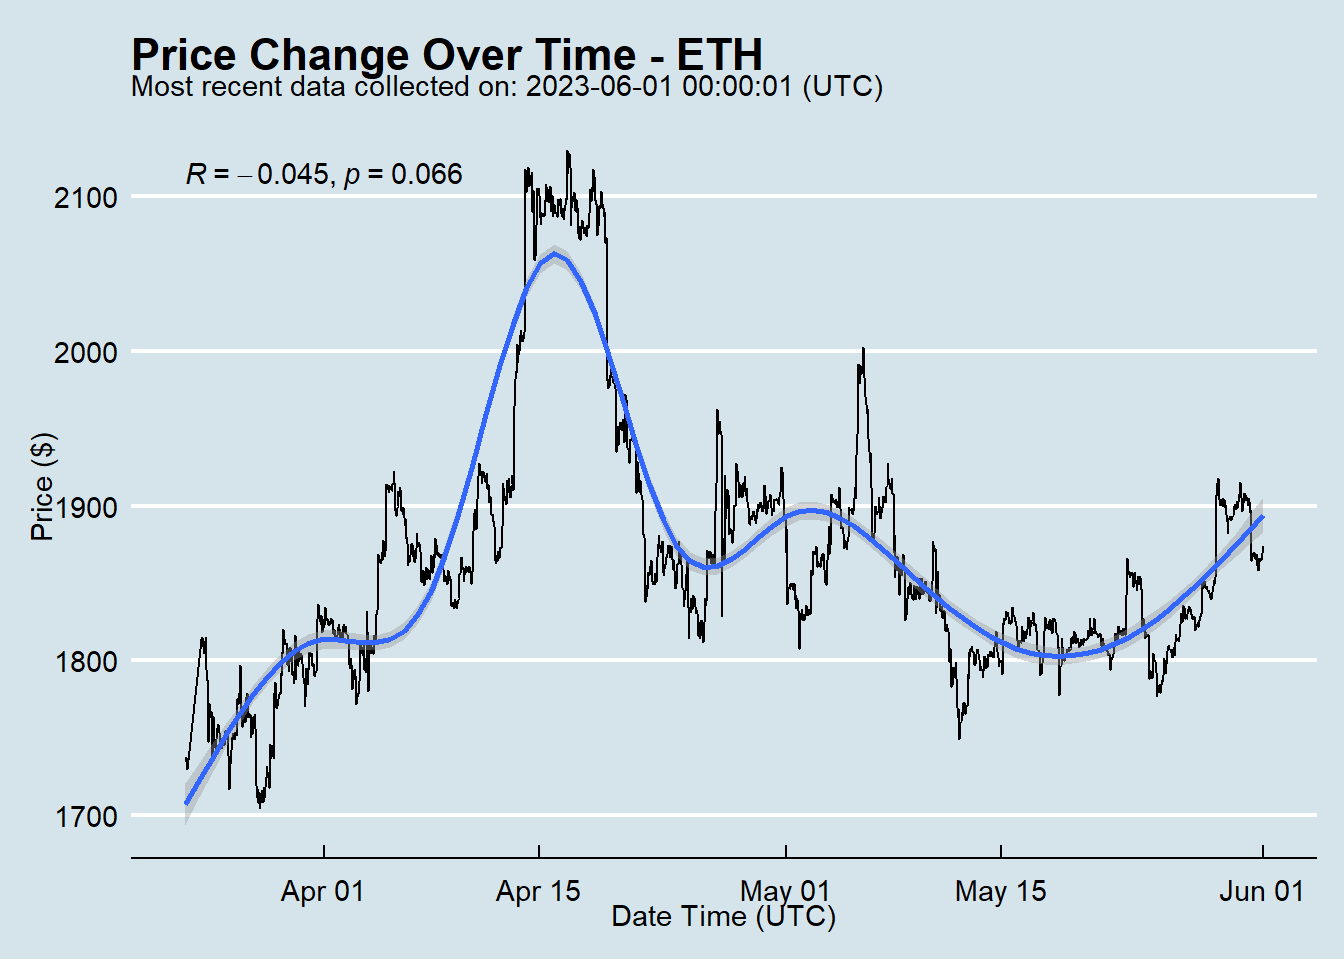 Price Change Over Time - ETH
Most recent data collected on: 2023-06-01 00:00:01 (UTC)
R = −0.045, p = 0.066
2100
2000
1900
1800
1700
Price ($)
Apr 01 Apr 15 May 01 May 15 Jun 01
Date Time (UTC)